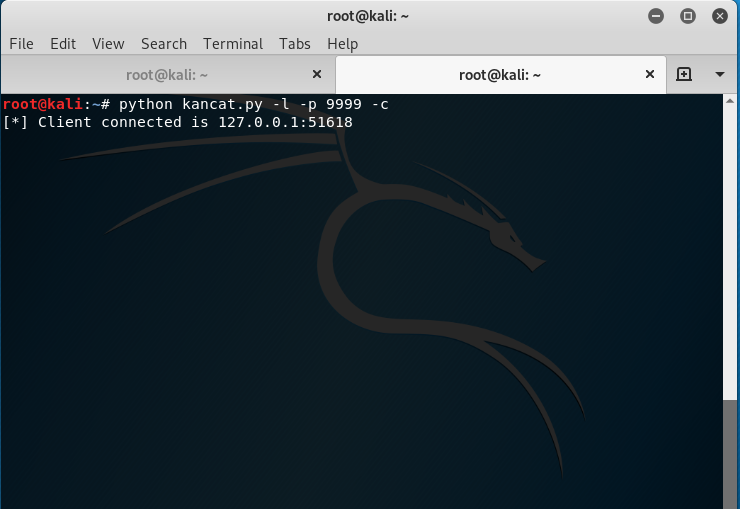 root@kali: ~
File Edit View Search Terminal Tabs Help
root@kali: ~ root@kali: ~
root@kali:~# python kancat.py -l -p 9999 -c
[*] Client connected is 127.0.0.1:51618